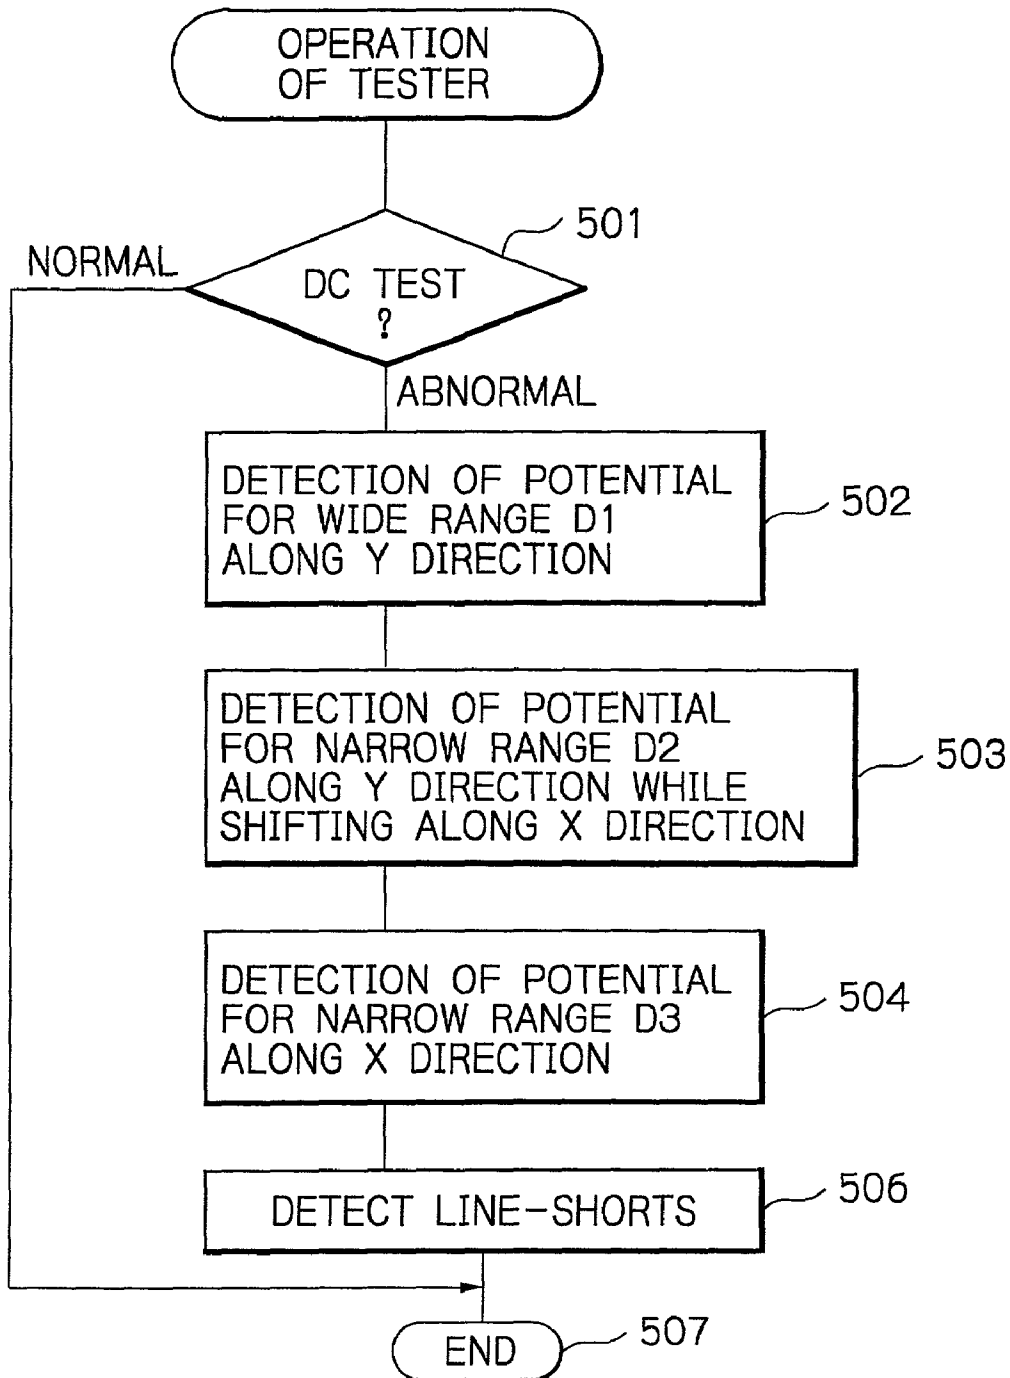 OPERATION
OF TESTER
501
NORMAL
DC TEST
?
ABNORMAL
DETECTION OF POTENTIAL
FOR WIDE RANGE D1
ALONG Y DIRECTION
502
DETECTION OF POTENTIAL
FOR NARROW RANGE D2
ALONG Y DIRECTION WHILE
SHIFTING ALONG X DIRECTION
503
DETECTION OF POTENTIAL
FOR NARROW RANGE D3
ALONG X DIRECTION
504
DETECT LINE-SHORTS
506
END
507